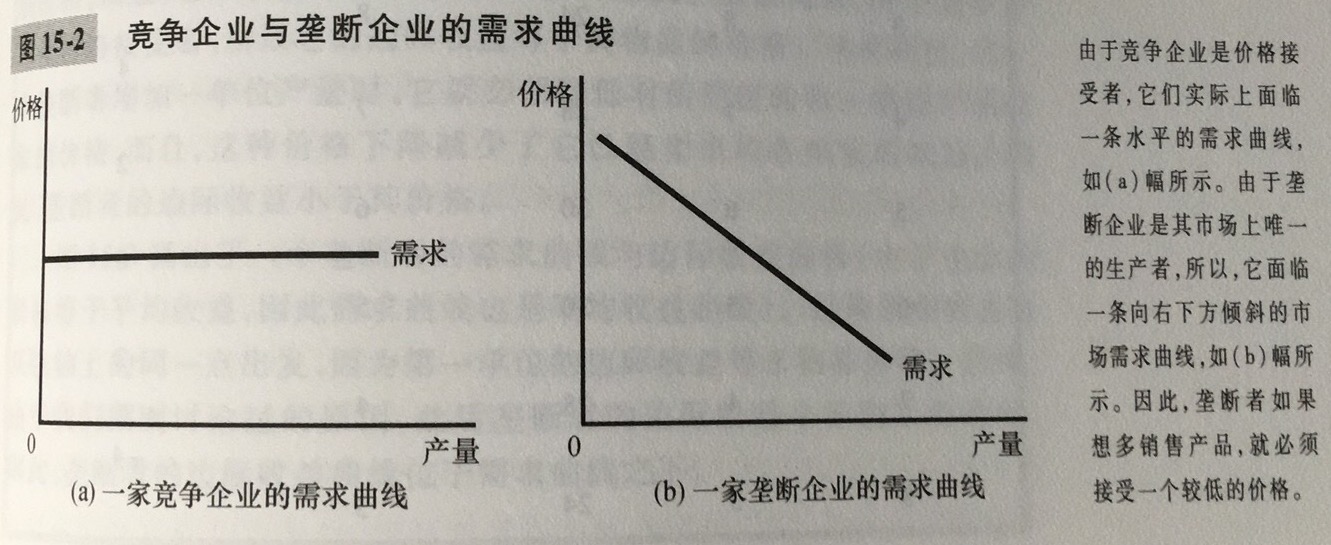 图 15-2 竞争企业与垄断企业的需求曲线
价格
需求
0
产量
(a) 一家竞争企业的需求曲线
价格
需求
0
产量
(b) 一家垄断企业的需求曲线
由于竞争企业是价格接
受者，它们实际上面临
一条水平的需求曲线，
如(a)幅所示。由于垄
断企业是其市场上唯一
的生产者，所以，它面临
一条向右下方倾斜的市
场需求曲线，如(b)幅所
示。因此，垄断者如果
想多销售产品，就必须
接受一个较低的价格。